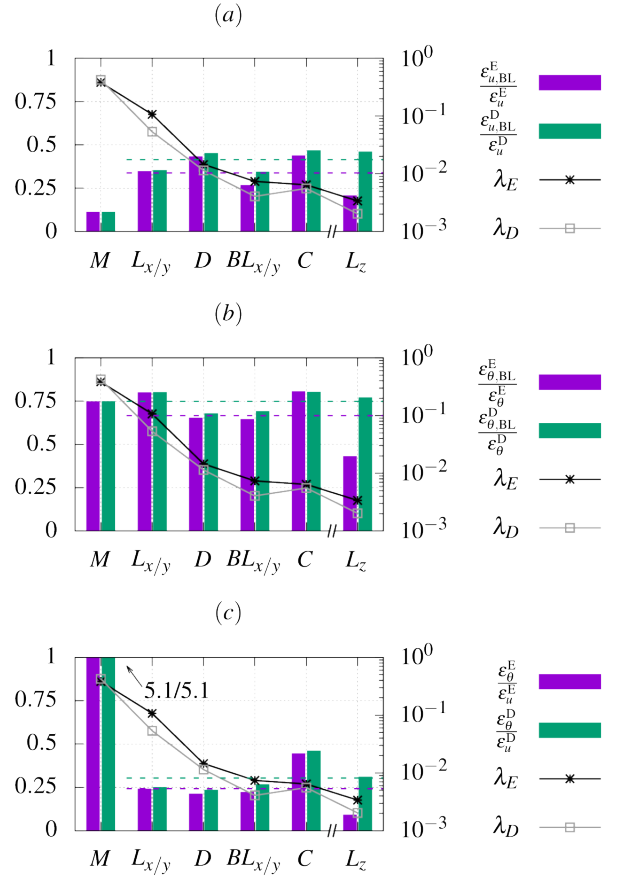 (a)
1
0.75
0.5
0.25
0
10^0
10^-1
10^-2
10^-3
M L_{x/y} D BL_{x/y} C // L_z
ε^E_{u,BL} / ε^E_u
ε^D_{u,BL} / ε^D_u
λ_E
λ_D
(b)
1
0.75
0.5
0.25
0
10^0
10^-1
10^-2
10^-3
M L_{x/y} D BL_{x/y} C // L_z
ε^E_{θ,BL} / ε^E_θ
ε^D_{θ,BL} / ε^D_θ
λ_E
λ_D
(c)
1
0.75
0.5
0.25
0
5.1/5.1
10^0
10^-1
10^-2
10^-3
M L_{x/y} D BL_{x/y} C // L_z
ε^E_θ / ε^E_u
ε^D_θ / ε^D_u
λ_E
λ_D